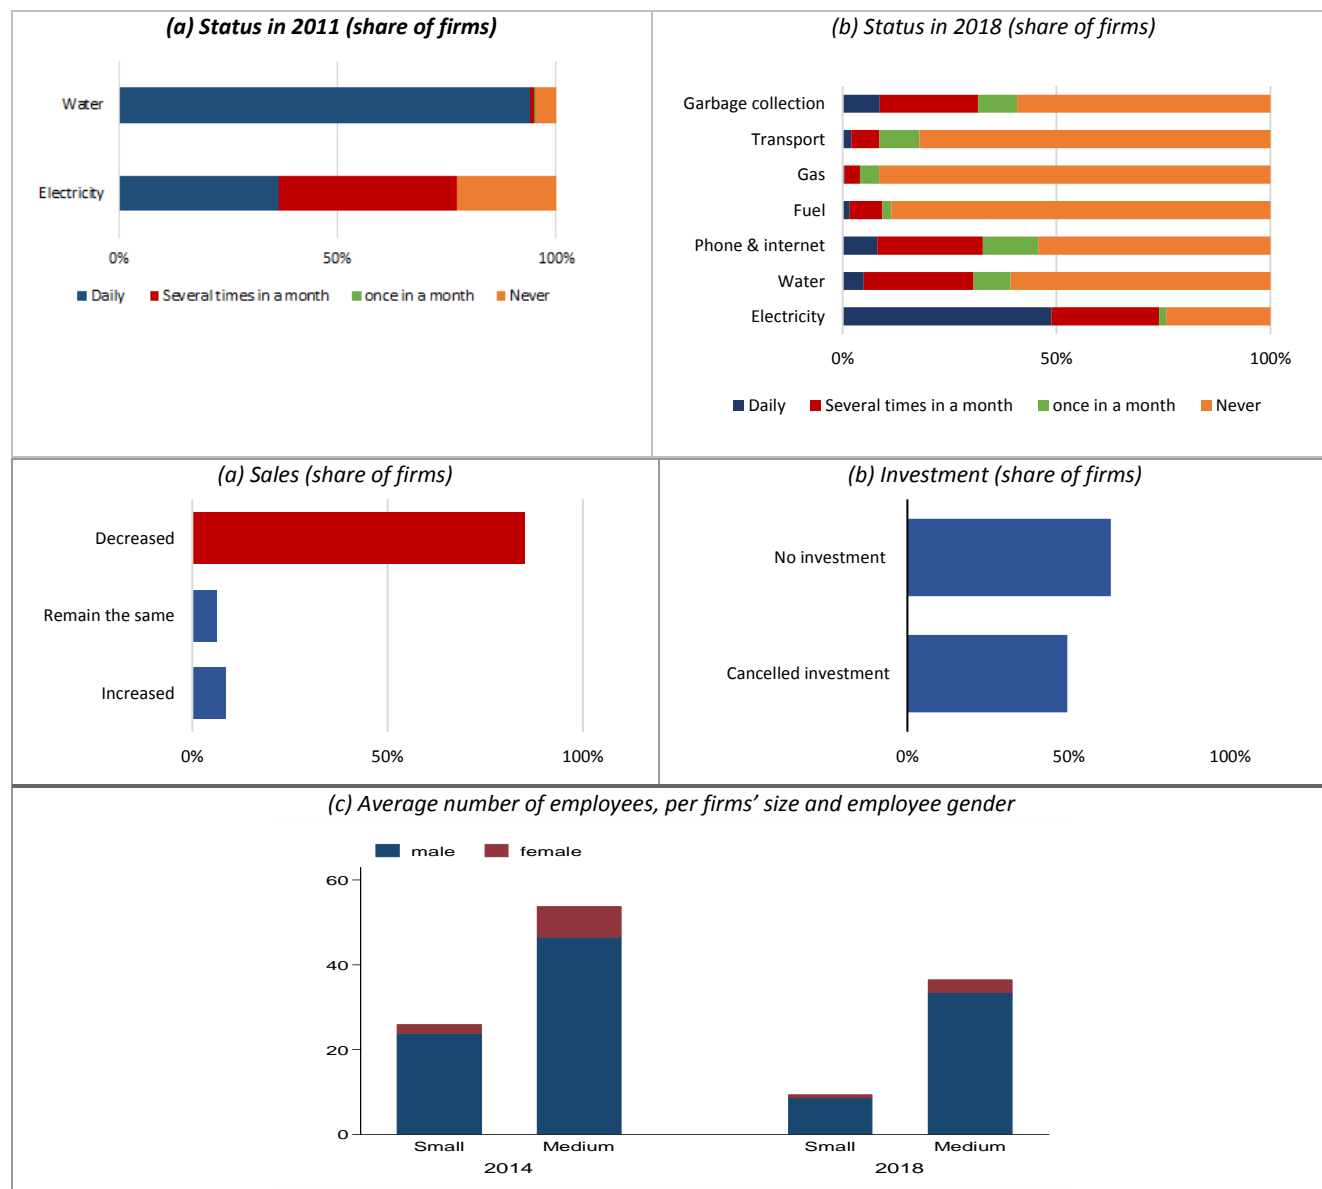 (a) Status in 2011 (share of firms)
Water
Electricity
0% 50% 100%
Daily Several times in a month once in a month Never
(b) Status in 2018 (share of firms)
Garbage collection
Transport
Gas
Fuel
Phone & internet
Water
Electricity
0% 50% 100%
Daily Several times in a month once in a month Never
(a) Sales (share of firms)
Decreased
Remain the same
Increased
0% 50% 100%
(b) Investment (share of firms)
No investment
Cancelled investment
0% 50% 100%
(c) Average number of employees, per firms’ size and employee gender
male female
60
40
20
0
Small Medium Small Medium
2014 2018